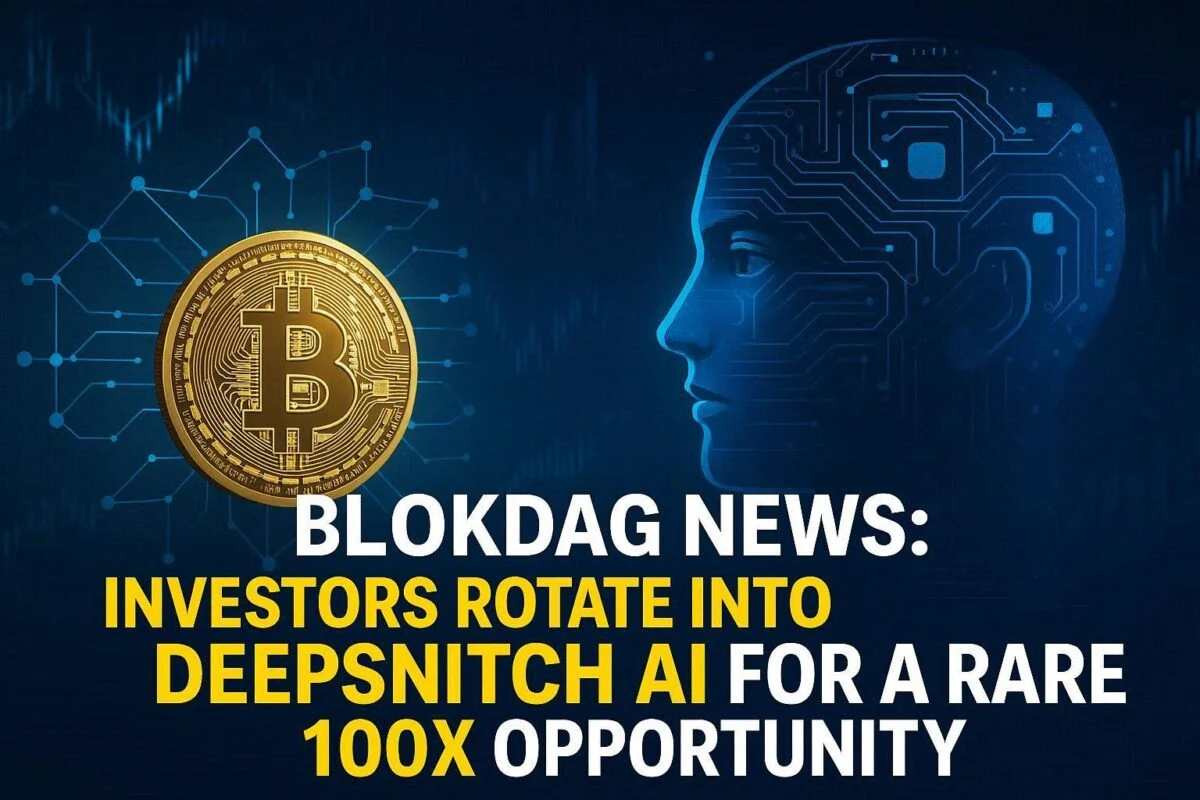 BLOKDAG NEWS:
INVESTORS ROTATE INTO
DEEPSNITCH AI FOR A RARE
100X OPPORTUNITY